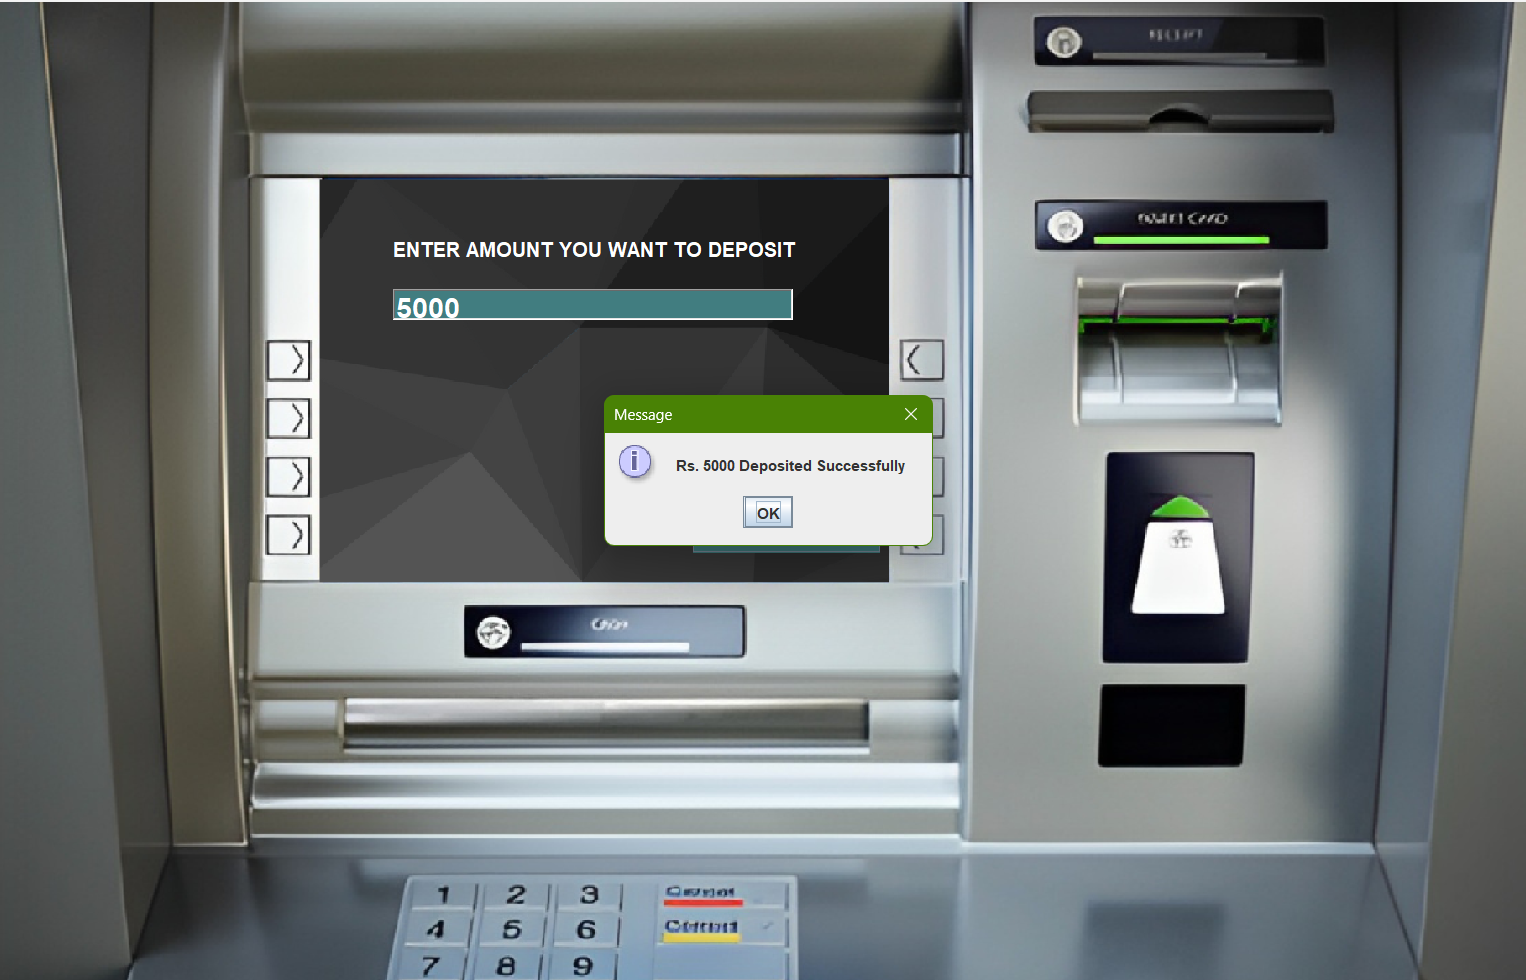 ENTER AMOUNT YOU WANT TO DEPOSIT
5000
Message
Rs. 5000 Deposited Successfully
OK
1 2 3
4 5 6
7 8 9